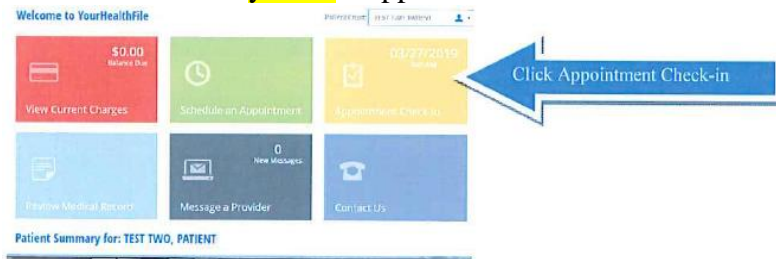 Welcome to YourHealthFile
TEST TWO, PATIENT
$0.00
Balance Due
View Current Charges
Schedule an Appointment
03/27/2019
Appointment Check-in
Click Appointment Check-in
Review Medical Record
0
New Messages
Message a Provider
Contact Us
Patient Summary for: TEST TWO, PATIENT